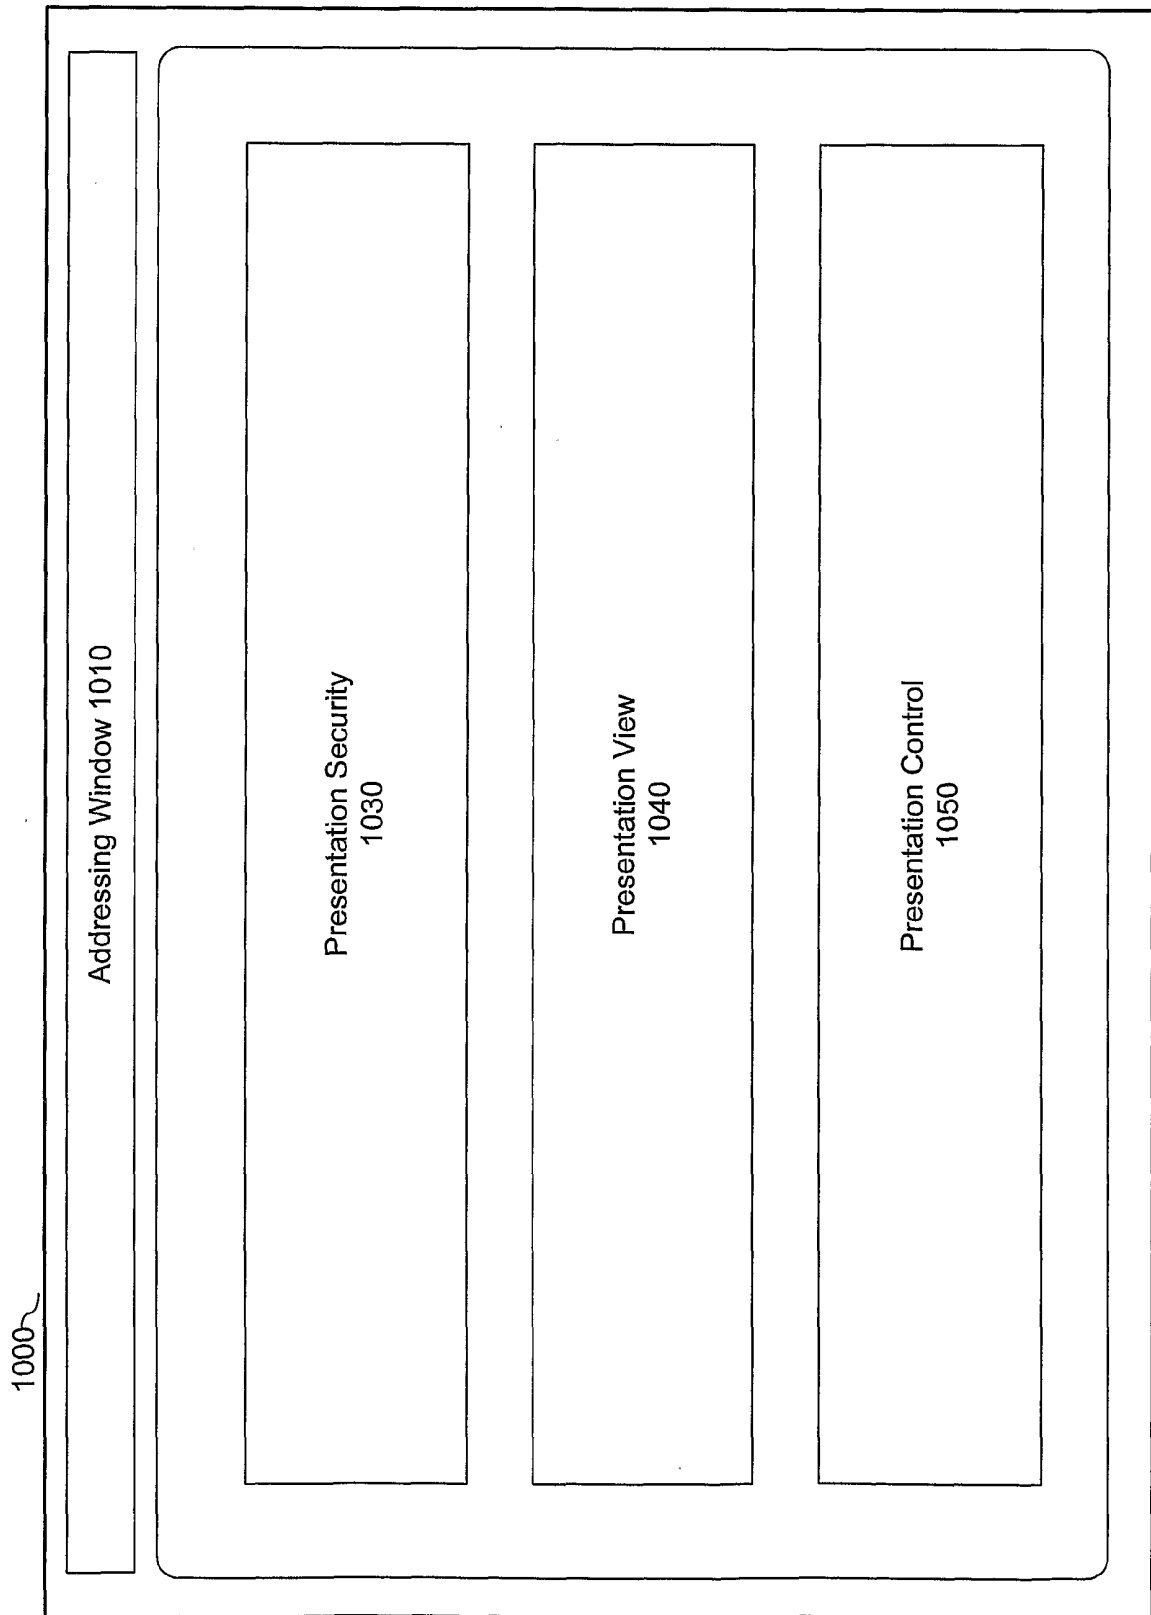 1000
Addressing Window 1010
Presentation Security
1030
Presentation View
1040
Presentation Control
1050